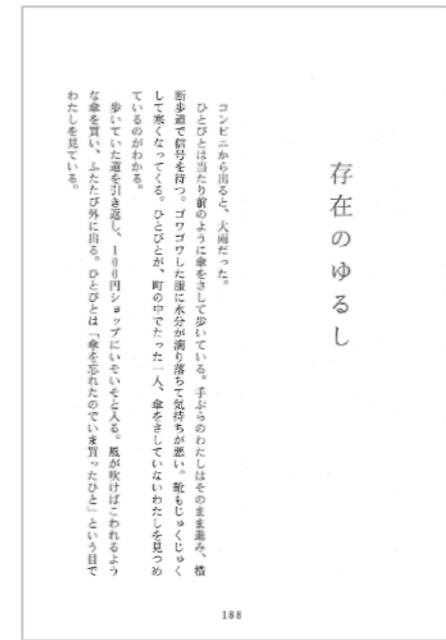 存在のゆるし
コンビニから出ると、大雨だった。
ひとびとは当たり前のように傘をさして歩いている。手ぶらのわたしはそのまま進み、横
断歩道で信号を待つ。ゴワゴワした服に水分が滴り落ちて気持ちが悪い。靴もじゅくじゅく
して寒くなってくる。ひとびとが、町の中でたった一人、傘をさしていないわたしを見つめ
ているのがわかる。
歩いていた道を引き返し、100円ショップにいそいそと入る。風が吹けばこわれるよう
な傘を買い、ふたたび外に出る。ひとびとは「傘を忘れたのでいま買ったひと」という目で
わたしを見ている。
188